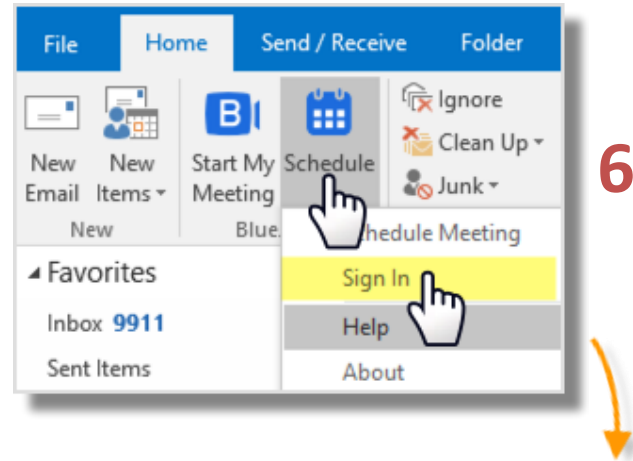 File Home Send / Receive Folder
B
New Email
New Items
Start My Meeting
Schedule
Ignore
Clean Up
Junk
New
Blue
6
Schedule Meeting
Sign In
Help
About
Favorites
Inbox 9911
Sent Items